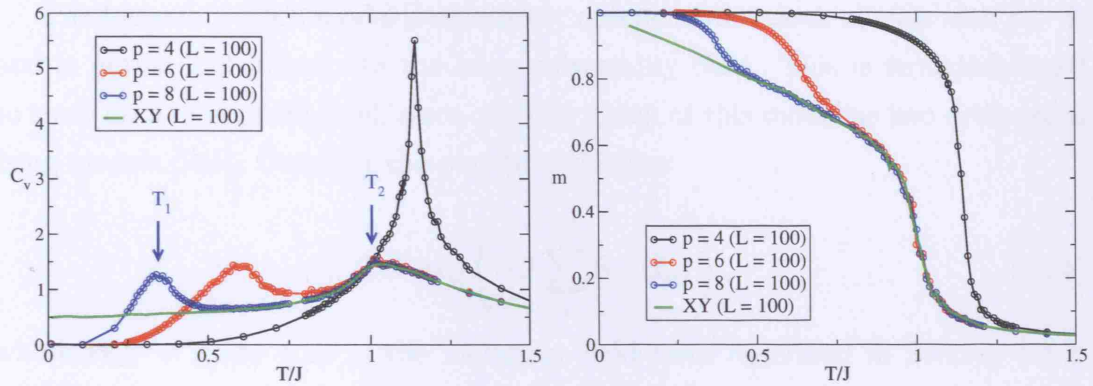 6
p = 4 (L = 100)
p = 6 (L = 100)
p = 8 (L = 100)
XY (L = 100)
4.5
C_v
3
T_1
T_2
1.5
0
0
0.5
1
1.5
T/J
1
0.8
0.6
m
0.4
p = 4 (L = 100)
p = 6 (L = 100)
p = 8 (L = 100)
XY (L = 100)
0.2
0
0
0.5
1
1.5
T/J